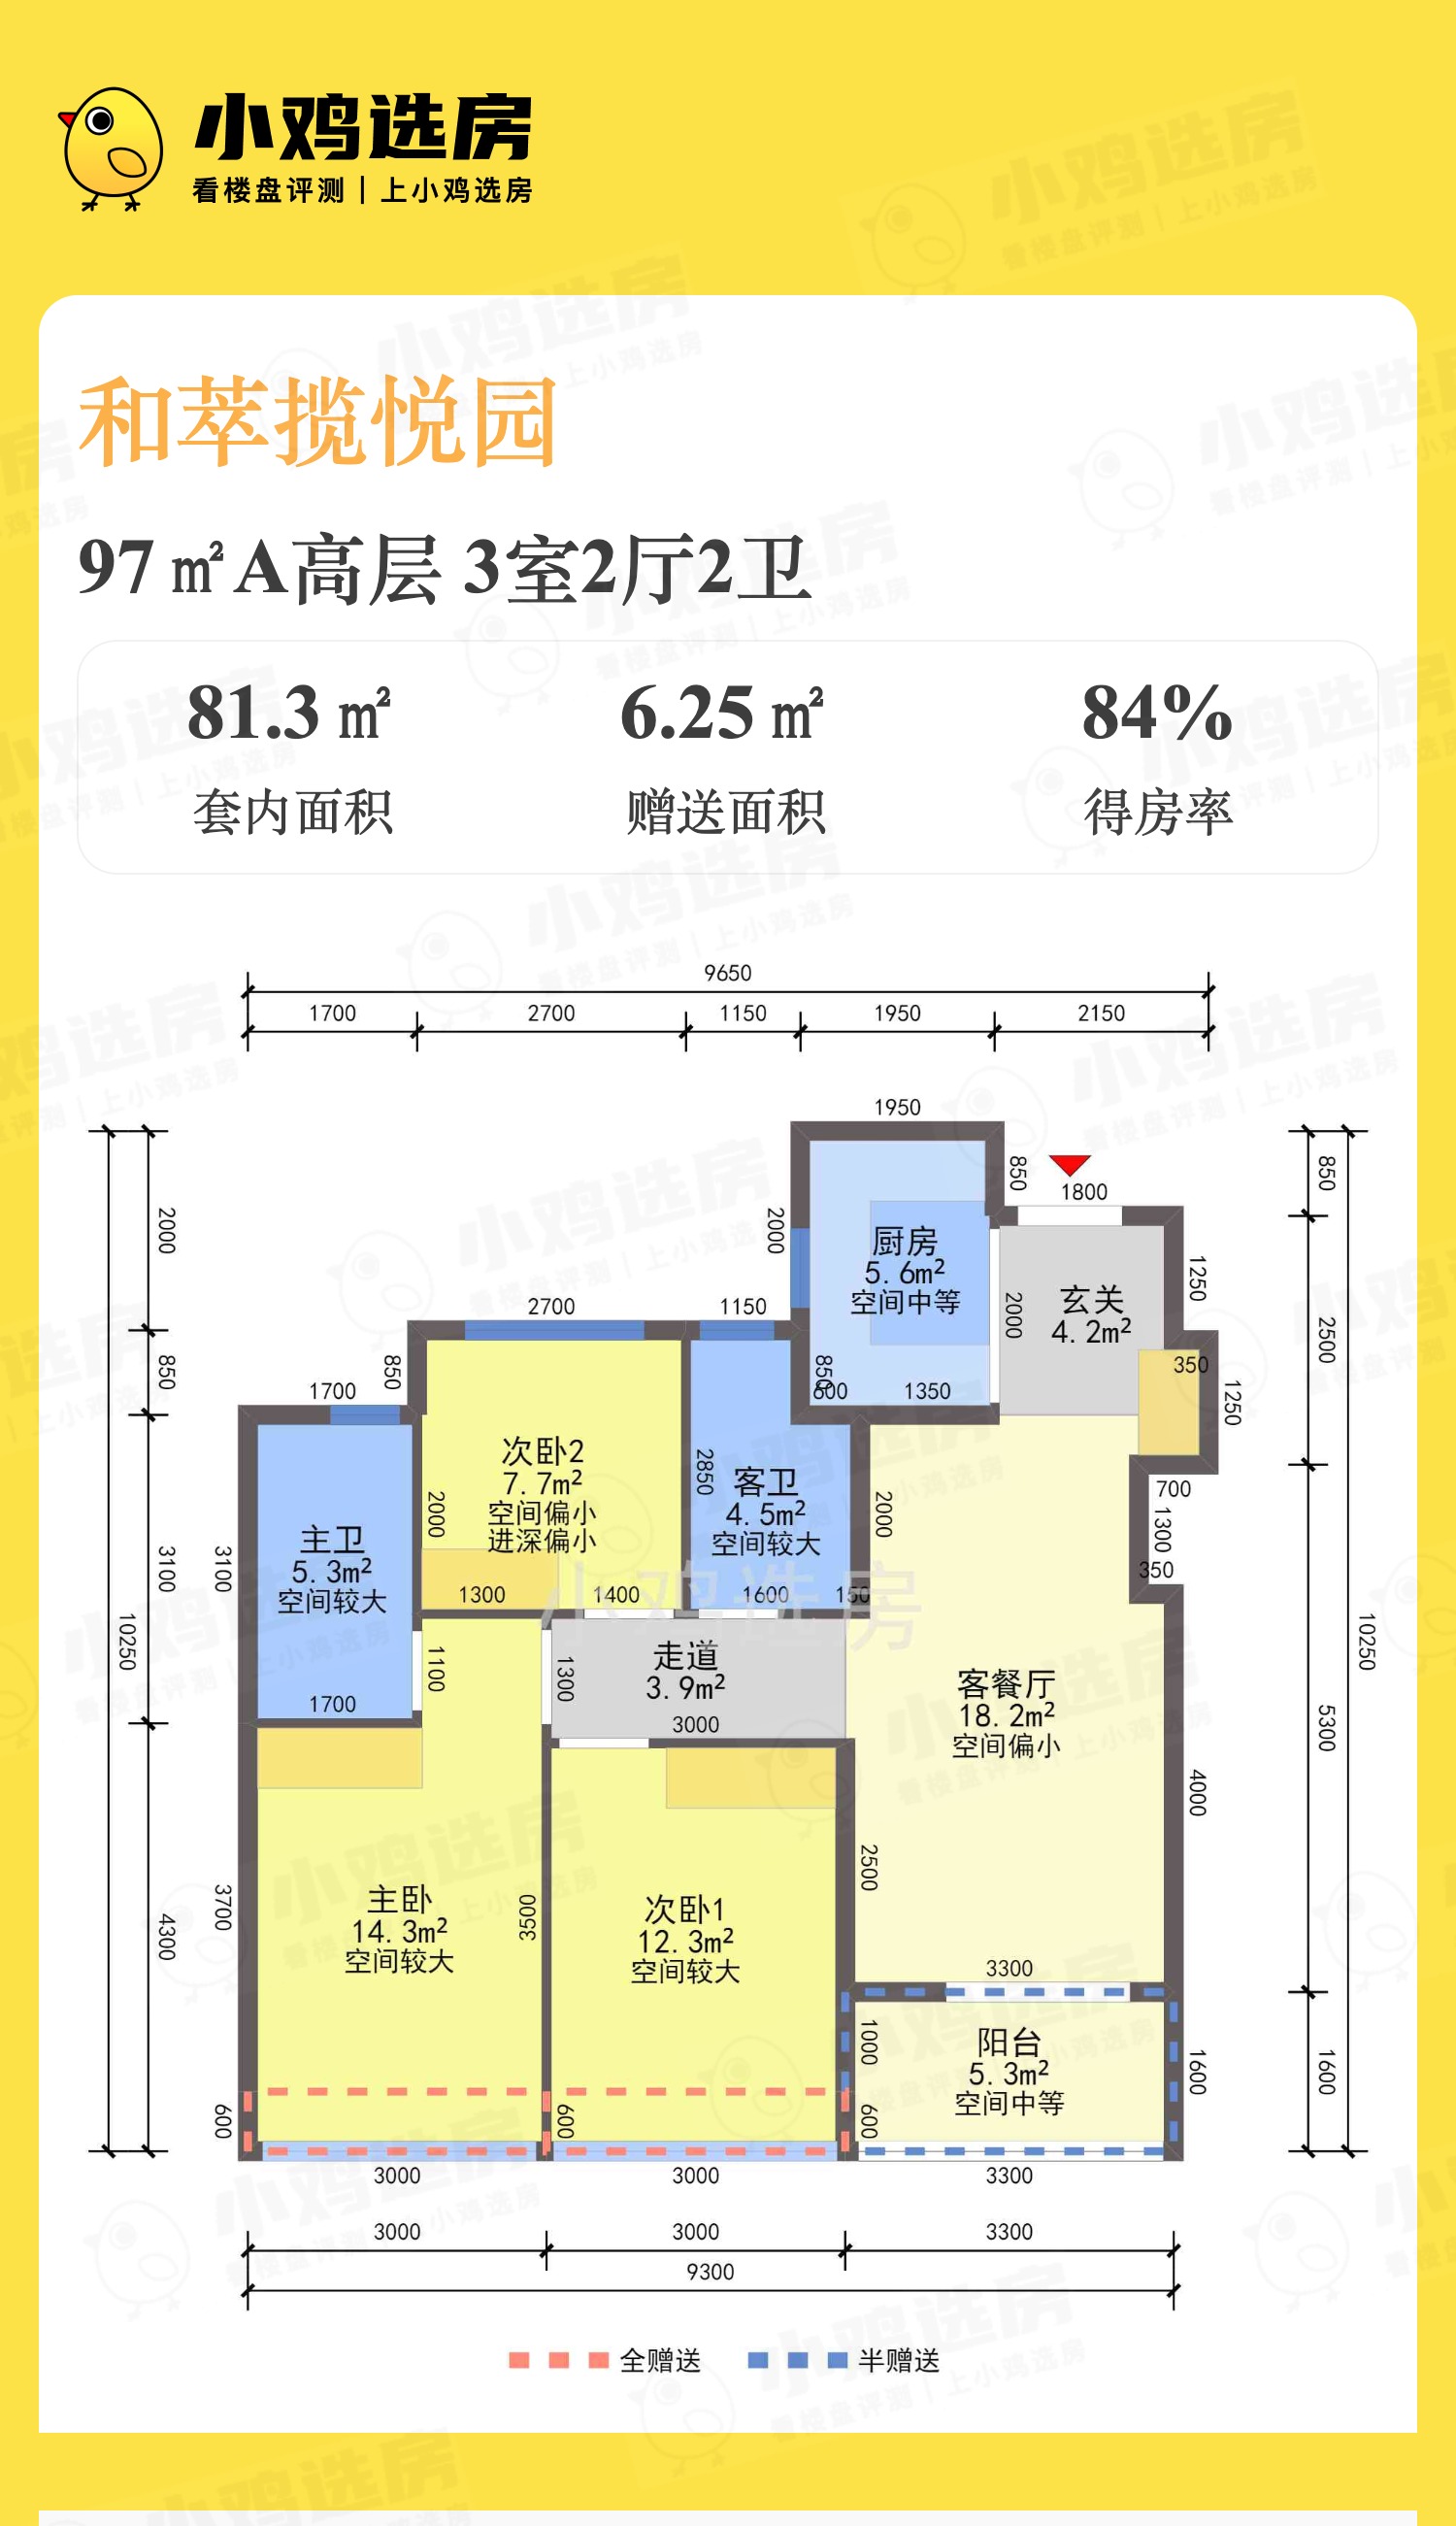 小鸡选房
看楼盘评测｜上小鸡选房
和萃揽悦园
97㎡A高层 3室2厅2卫
81.3㎡ 6.25㎡ 84%
套内面积 赠送面积 得房率
9650
1700 2700 1150 1950 2150
1950
850
1800
850
2000
2000
厨房
5.6m²
空间中等
2000
玄关
4.2m²
1250
2500
2700
1150
850
850
1700
850
600
1350
350
1250
次卧2
7.7m²
空间偏小
进深偏小
2000
2850
客卫
4.5m²
空间较大
2000
700
1300
350
主卫
5.3m²
空间较大
3100
3100
1300
1400
1600
150
10250
10250
走道
3.9m²
3000
1300
1100
1700
客餐厅
18.2m²
空间偏小
5300
4000
2500
主卧
14.3m²
空间较大
3700
4300
3500
次卧1
12.3m²
空间较大
3300
阳台
5.3m²
空间中等
1000
1600
1600
600
600
600
3000 3000 3300
3000 3000 3300
9300
全赠送 半赠送
小鸡选房